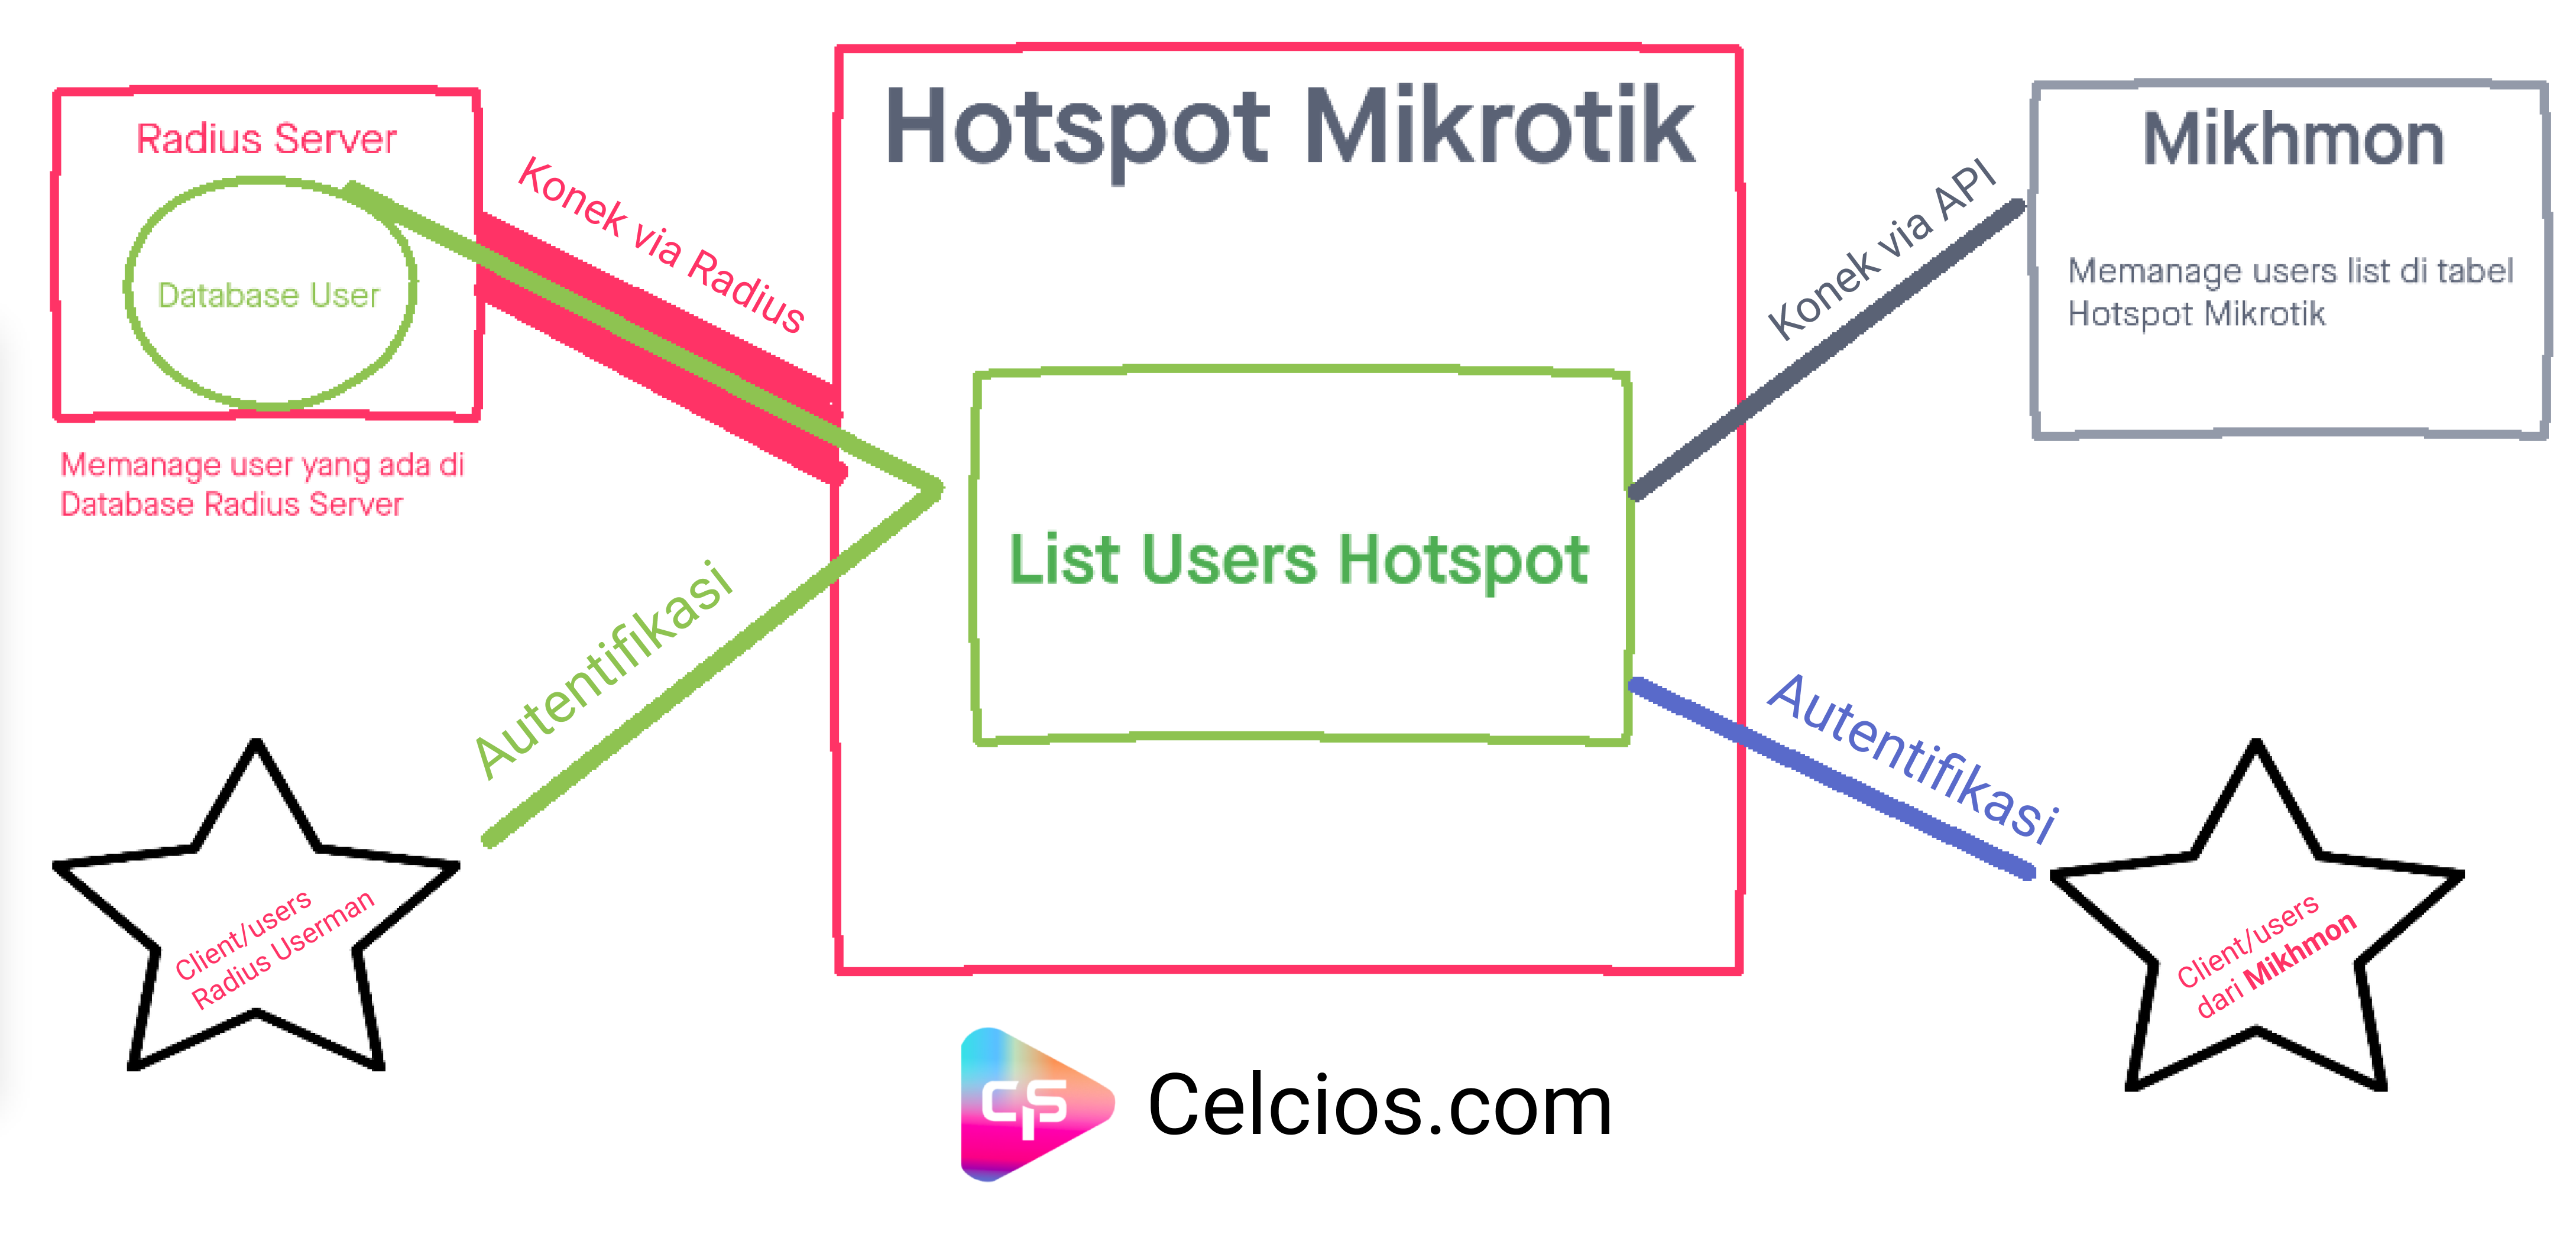 Hotspot Mikrotik
Radius Server
Database User
Memanage user yang ada di
Database Radius Server
Konek via Radius
List Users Hotspot
Konek via API
Mikhmon
Memanage users list di tabel
Hotspot Mikrotik
Autentifikasi
Autentifikasi
Client/users
Radius Userman
Client/users
dari Mikhmon
CIS
Celcios.com